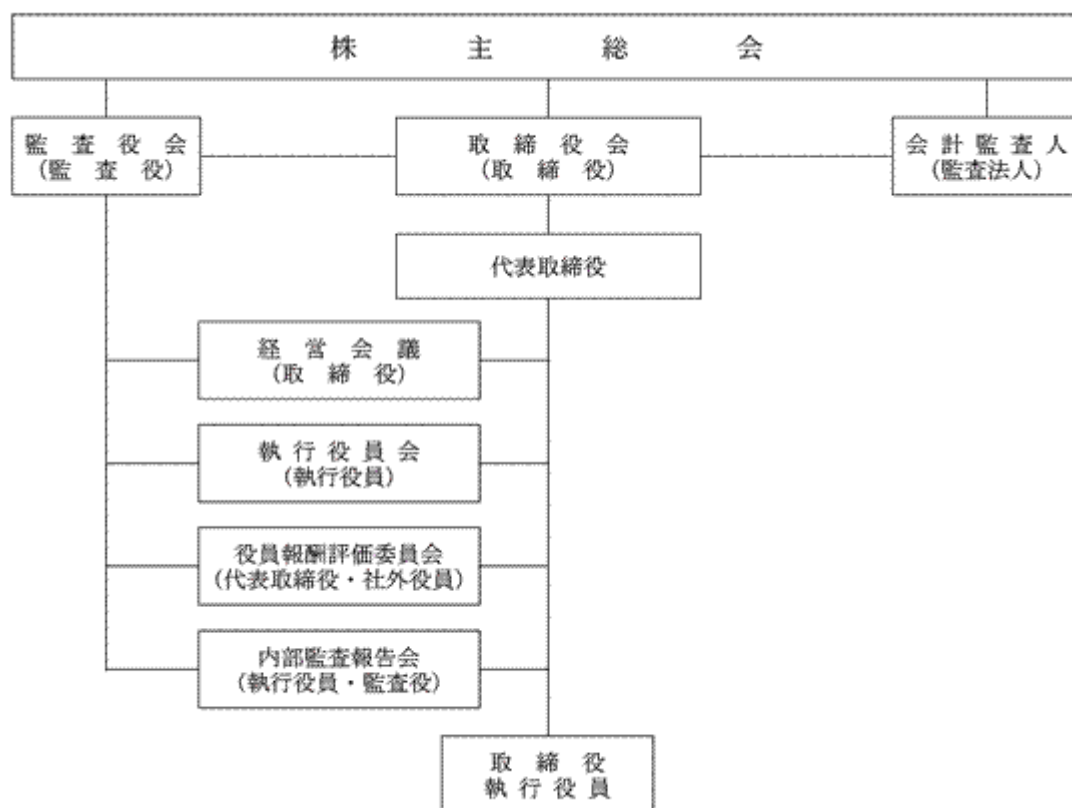 株主総会
監査役会
(監査役)
取締役会
(取締役)
会計監査人
(監査法人)
代表取締役
経営会議
(取締役)
執行役員会
(執行役員)
役員報酬評価委員会
(代表取締役・社外役員)
内部監査報告会
(執行役員・監査役)
取締役
執行役員